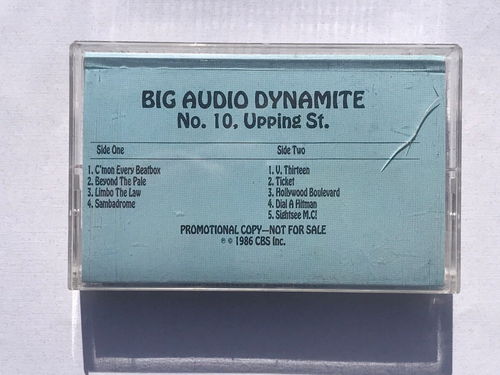 BIG AUDIO DYNAMITE
No. 10, Upping St.
Side One
1. C'mon Every Beatbox
2. Beyond The Pale
3. Limbo The Law
4. Sambadrome
Side Two
1. V. Thirteen
2. Ticket
3. Hollywood Boulevard
4. Dial A Hitman
5. Sightsee M.C!
PROMOTIONAL COPY—NOT FOR SALE
℗ © 1986 CBS Inc.